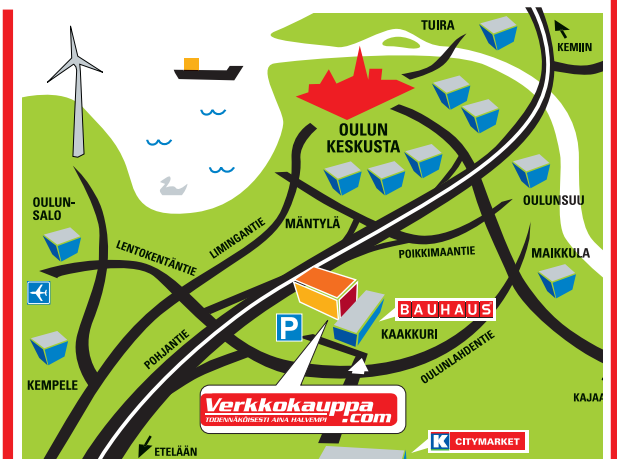 TUIRA
KEMIIN
OULUN
KESKUSTA
OULUN-
SALO
OULUNSUU
MÄNTYLÄ
LIMINGANTIE
LENTOKENTÄNTIE
POIKKIMAANTIE
MAIKKULA
BAUHAUS
P
KAAKKURI
POHJANTIE
OULUNLAHDENTIE
KEMPELE
Verkkokauppa
.com
TODENNÄKÖISESTI AINA HALVEMPI
ETELÄÄN
K CITYMARKET